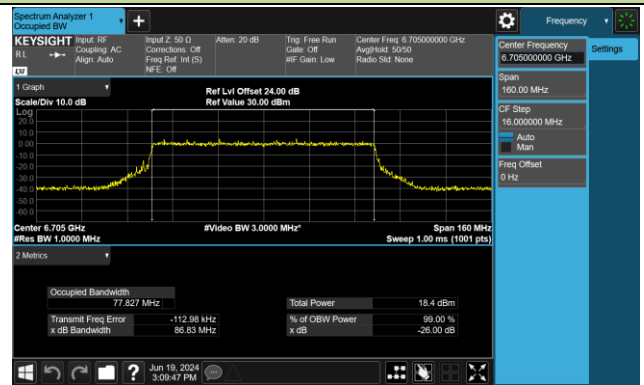 Spectrum Analyzer 1
Occupied BW
Frequency
KEYSIGHT
RL
LXI
Input: RF
Coupling: AC
Align: Auto
Input Z: 50 Ω
Corrections: Off
Freq Ref: Int (S)
NFE: Off
Atten: 20 dB
Trig: Free Run
Gate: Off
#IF Gain: Low
Center Freq: 6.705000000 GHz
Avg|Hold: 50/50
Radio Std: None
Center Frequency
6.705000000 GHz
Settings
Span
160.00 MHz
CF Step
16.000000 MHz
Auto
Man
Freq Offset
0 Hz
1 Graph
Scale/Div 10.0 dB
Ref Lvl Offset 24.00 dB
Ref Value 30.00 dBm
Log
20.0
10.0
0.00
-10.0
-20.0
-30.0
-40.0
-50.0
-60.0
Center 6.705 GHz
#Res BW 1.0000 MHz
#Video BW 3.0000 MHz*
Span 160 MHz
Sweep 1.00 ms (1001 pts)
2 Metrics
Occupied Bandwidth
77.827 MHz
Total Power 18.4 dBm
Transmit Freq Error -112.98 kHz
% of OBW Power 99.00 %
x dB Bandwidth 86.83 MHz
x dB -26.00 dB
?
Jun 19, 2024
3:09:47 PM